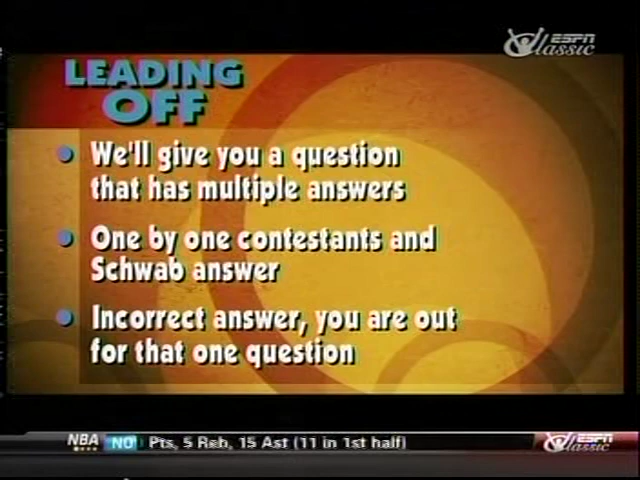 ESPN
Classic
LEADING
OFF
• We'll give you a question
that has multiple answers
• One by one contestants and
Schwab answer
• Incorrect answer, you are out
for that one question
NBA NO Pts, 5 Reb, 15 Ast (11 in 1st half) ESPN
Classic